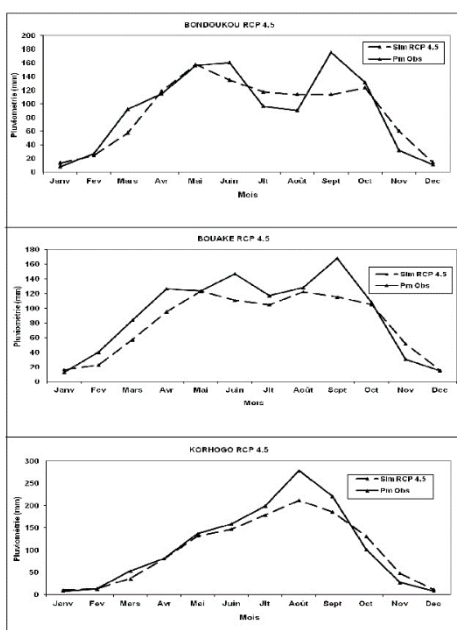 BONDOUKOU RCP 4.5
Sim RCP 4.5
Pm Obs
Pluviométrie (mm)
200
180
160
140
120
100
80
60
40
20
0
Janv Fev Mars Avr Mai Juin Jlt Août Sept Oct Nov Dec
Mois
BOUAKE RCP 4.5
Sim RCP 4.5
Pm Obs
Pluviométrie (mm)
180
160
140
120
100
80
60
40
20
0
Janv Fev Mars Avr Mai Juin Jlt Août Sept Oct Nov Dec
Mois
KORHOGO RCP 4.5
Sim RCP 4.5
Pm Obs
Pluviométrie (mm)
300
250
200
150
100
50
0
Janv Fev Mars Avr Mai Juin Jlt Août Sept Oct Nov Dec
Mois